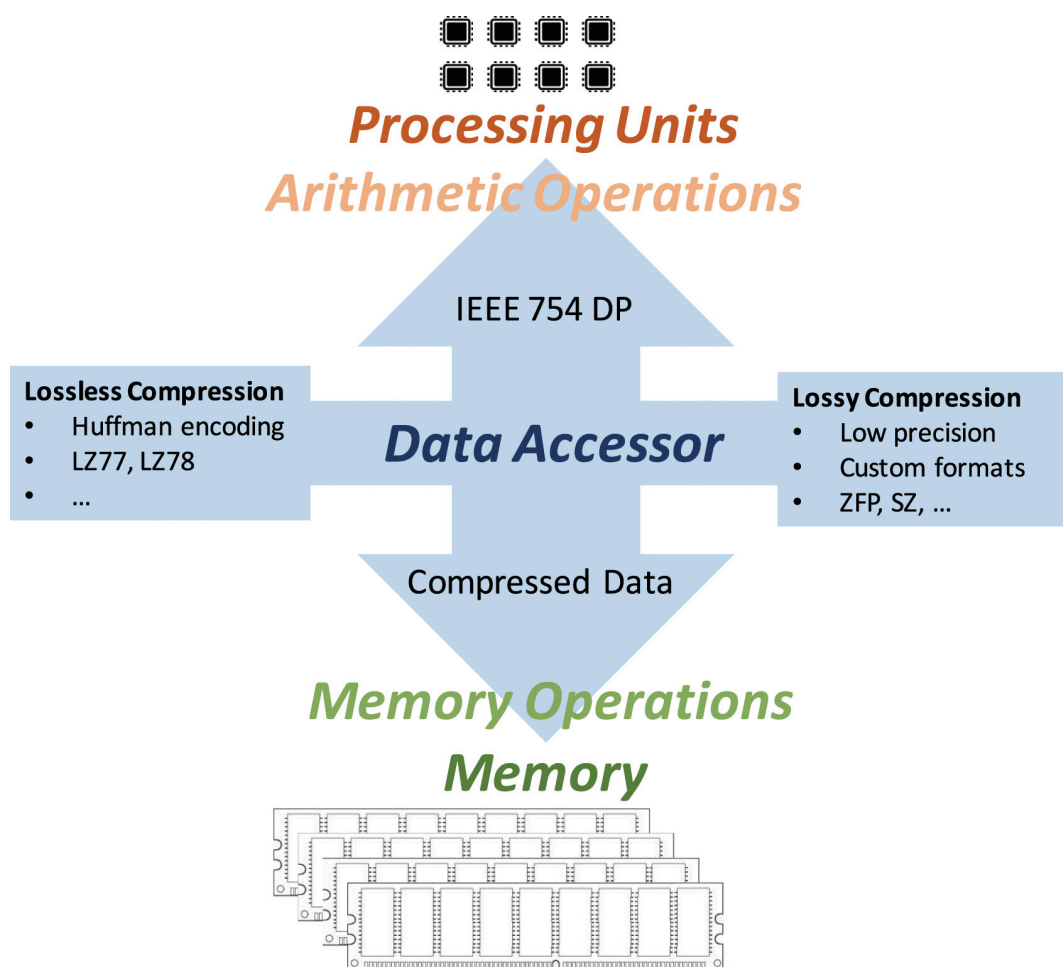 Processing Units
Arithmetic Operations
IEEE 754 DP
Lossless Compression
• Huffman encoding
• LZ77, LZ78
• ...
Data Accessor
Lossy Compression
• Low precision
• Custom formats
• ZFP, SZ, ...
Compressed Data
Memory Operations
Memory